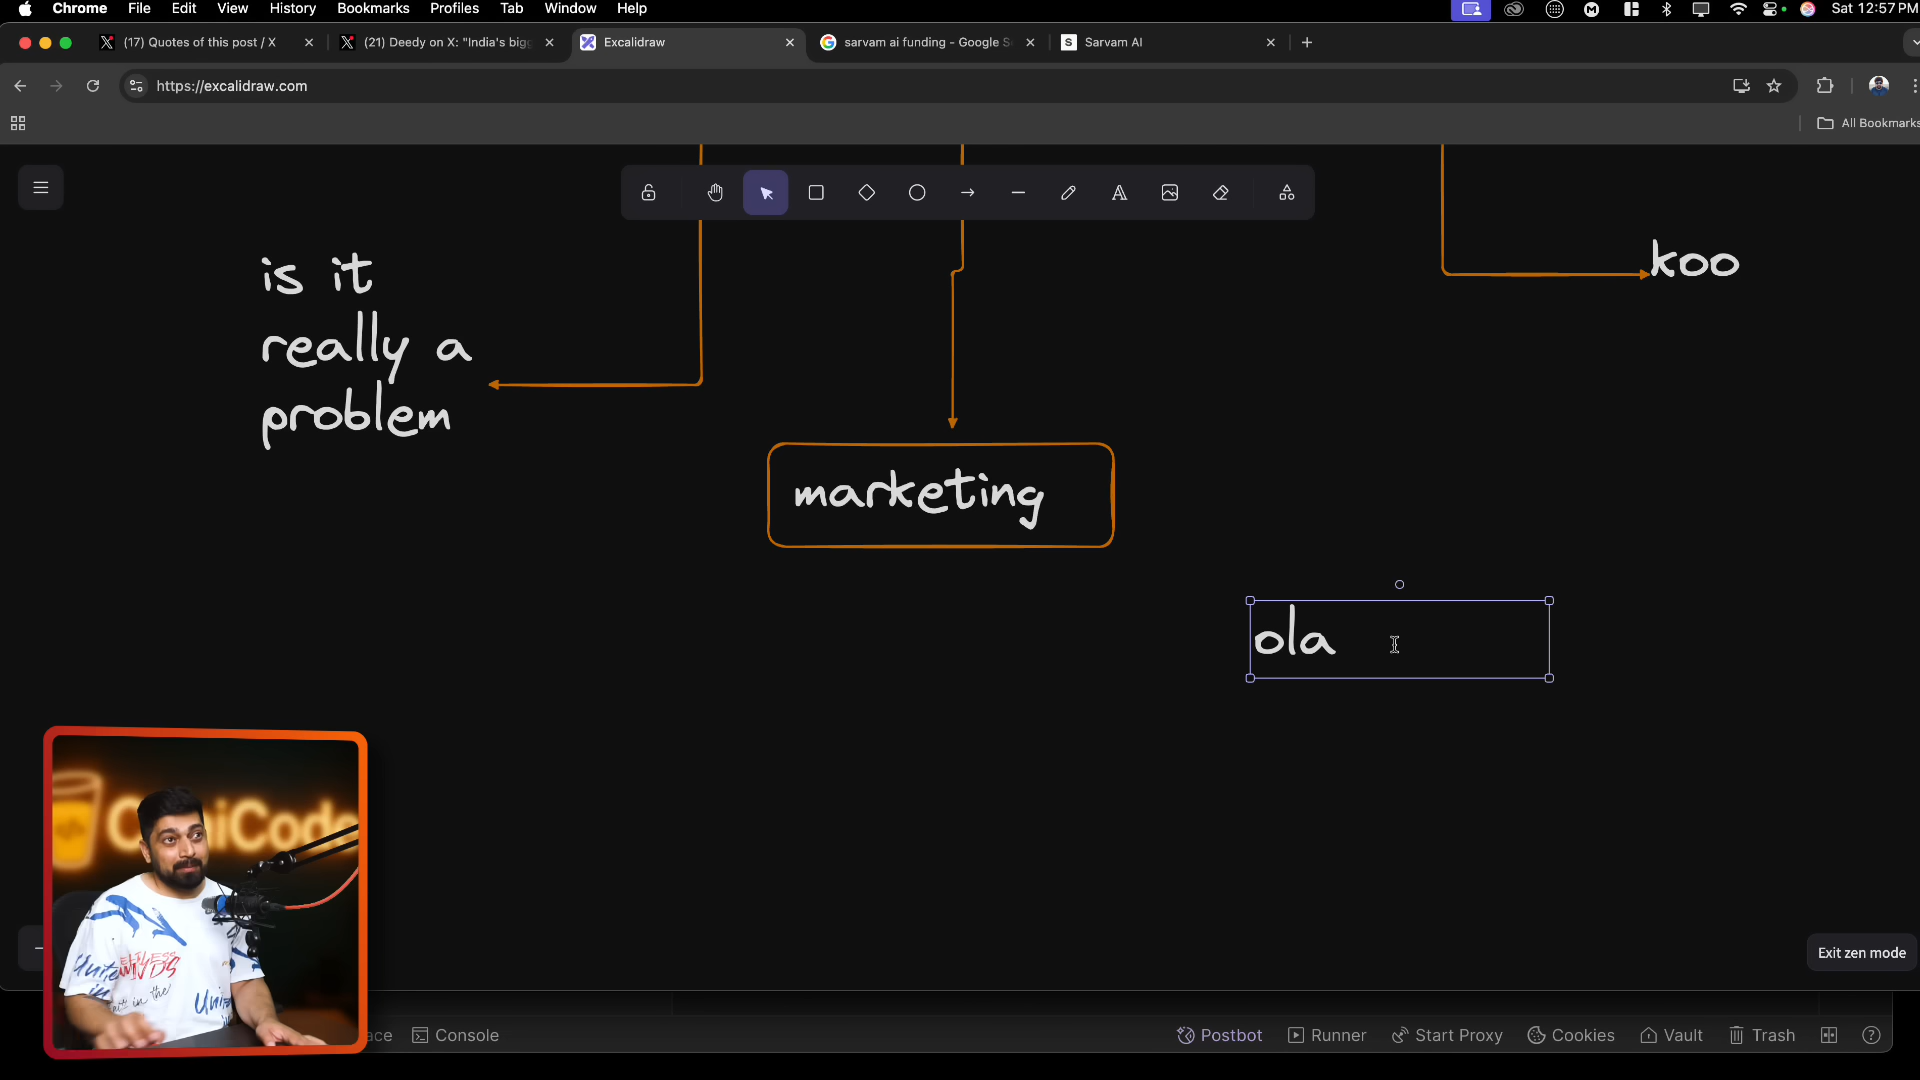 Chrome File Edit View History Bookmarks Profiles Tab Window Help Sat 12:57 PM
(17) Quotes of this post / X
(21) Deedy on X: "India's bigg
Excalidraw
sarvam ai funding - Google S
S Sarvam AI
https://excalidraw.com
All Bookmarks
koo
is it
really a
problem
marketing
ola
Exit zen mode
Console
Postbot Runner Start Proxy Cookies Vault Trash